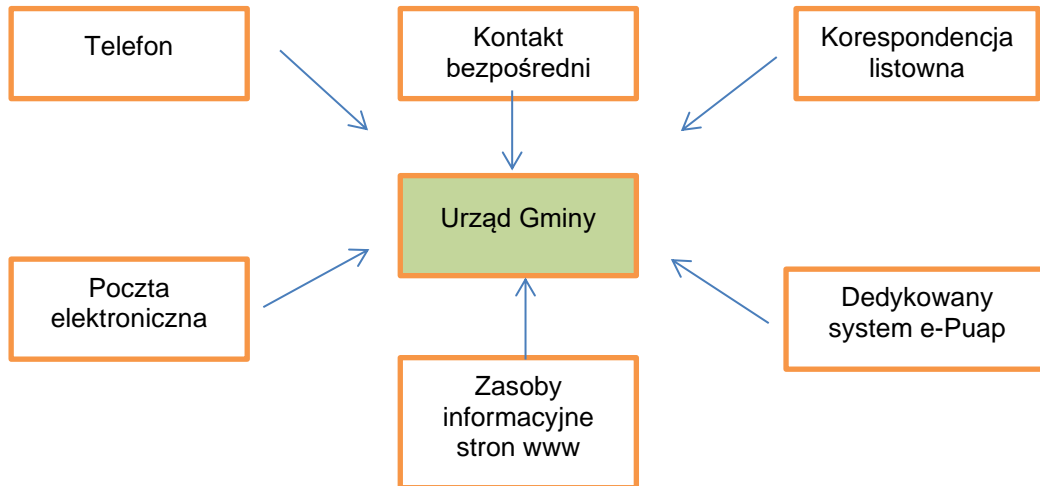 Telefon
Kontakt
bezpośredni
Korespondencja
listowna
Urząd Gminy
Poczta
elektroniczna
Dedykowany
system e-Puap
Zasoby
informacyjne
stron www